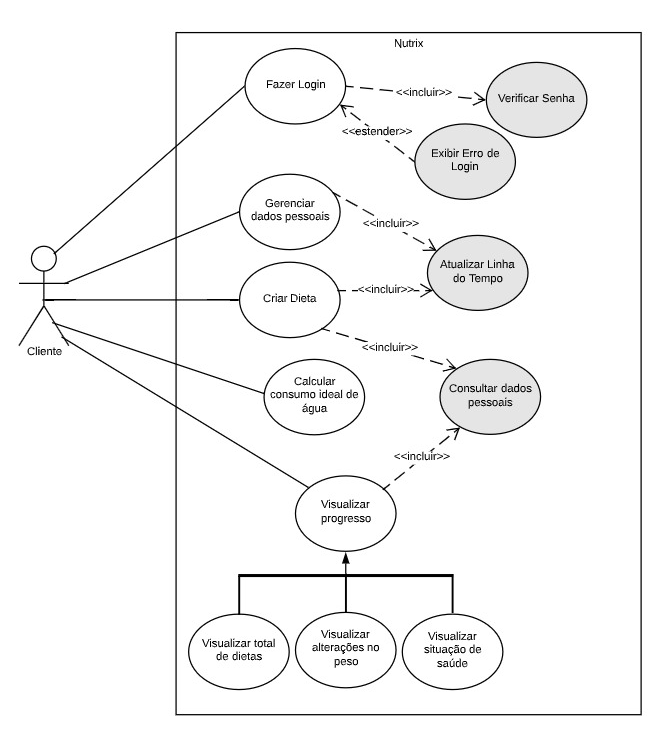 Nutrix
Fazer Login
<<incluir>>
Verificar Senha
<<estender>>
Exibir Erro de
Login
Gerenciar
dados pessoais
<<incluir>>
Atualizar Linha
do Tempo
Criar Dieta
<<incluir>>
Cliente
<<incluir>>
Calcular
consumo ideal de
água
Consultar dados
pessoais
<<incluir>>
Visualizar
progresso
Visualizar total
de dietas
Visualizar
alterações no
peso
Visualizar
situação de
saúde